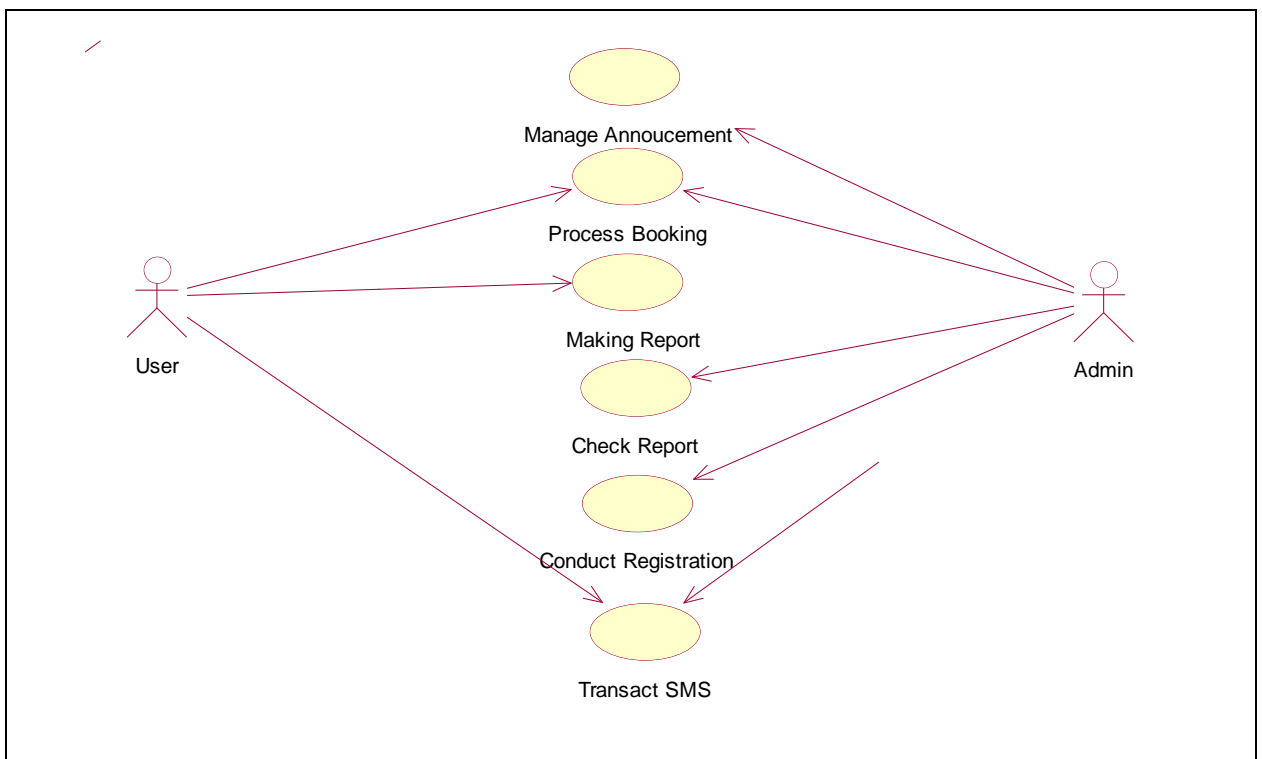 Manage Annoucement
Process Booking
Making Report
User
Admin
Check Report
Conduct Registration
Transact SMS